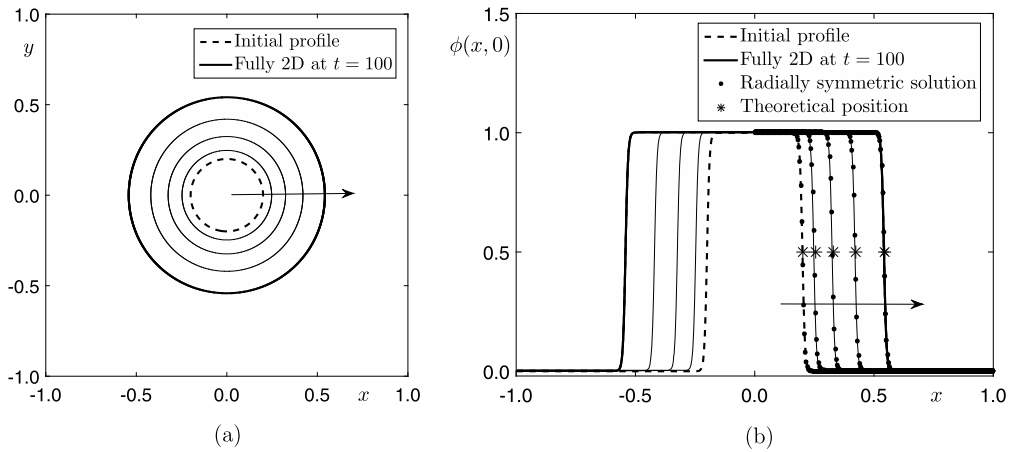 1.0
y
0.5
0.0
-0.5
-1.0
-1.0
-0.5
0.0
0.5
x
1.0
Initial profile
Fully 2D at t = 100
(a)
1.5
ϕ(x, 0)
1.0
0.5
0.0
-1.0
-0.5
0.0
0.5
x
1.0
Initial profile
Fully 2D at t = 100
Radially symmetric solution
Theoretical position
(b)